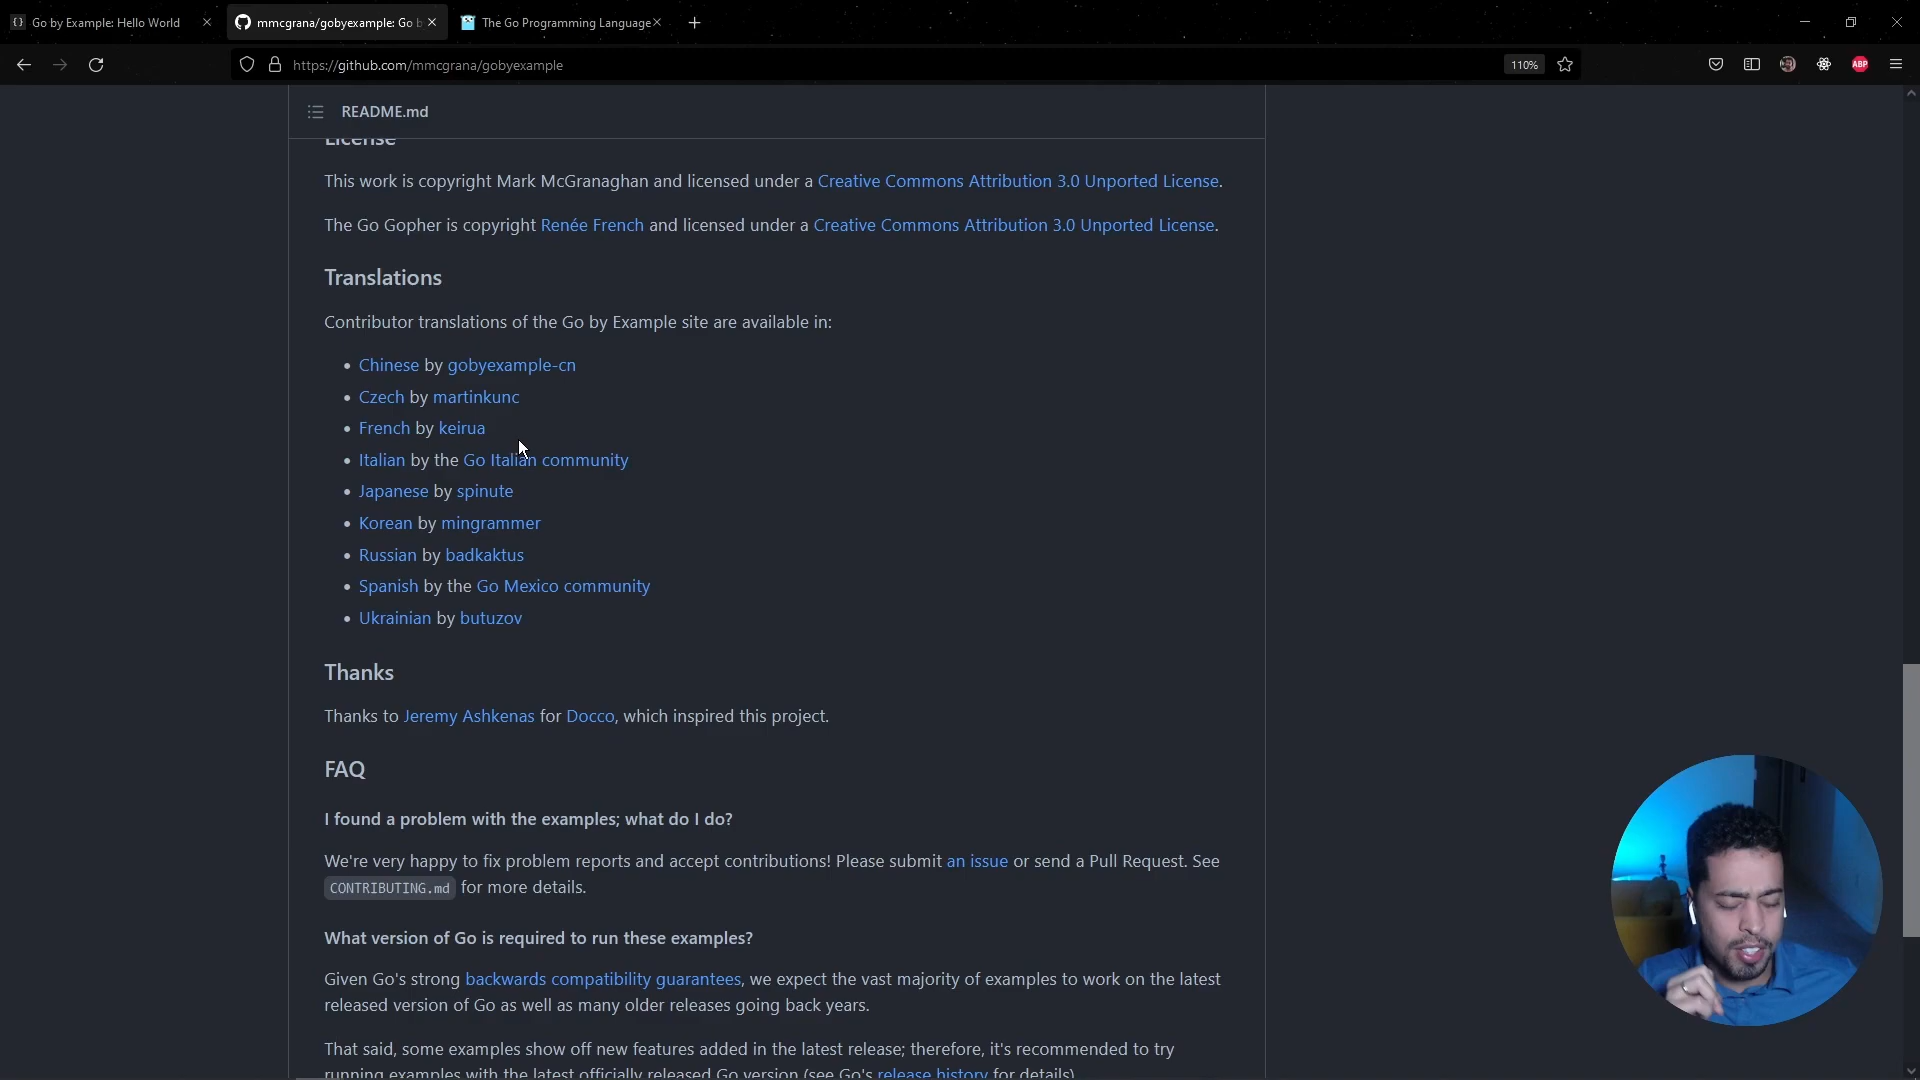 Go by Example: Hello World
mmcgrana/gobyexample: Go b
The Go Programming Language
https://github.com/mmcgrana/gobyexample
110%
ABP
README.md
License
This work is copyright Mark McGranaghan and licensed under a Creative Commons Attribution 3.0 Unported License.
The Go Gopher is copyright Renée French and licensed under a Creative Commons Attribution 3.0 Unported License.
Translations
Contributor translations of the Go by Example site are available in:
• Chinese by gobyexample-cn
• Czech by martinkunc
• French by keirua
• Italian by the Go Italian community
• Japanese by spinute
• Korean by mingrammer
• Russian by badkaktus
• Spanish by the Go Mexico community
• Ukrainian by butuzov
Thanks
Thanks to Jeremy Ashkenas for Docco, which inspired this project.
FAQ
I found a problem with the examples; what do I do?
We're very happy to fix problem reports and accept contributions! Please submit an issue or send a Pull Request. See
CONTRIBUTING.md for more details.
What version of Go is required to run these examples?
Given Go's strong backwards compatibility guarantees, we expect the vast majority of examples to work on the latest
released version of Go as well as many older releases going back years.
That said, some examples show off new features added in the latest release; therefore, it's recommended to try
running examples with the latest officially released Go version (see Go's release history for details)